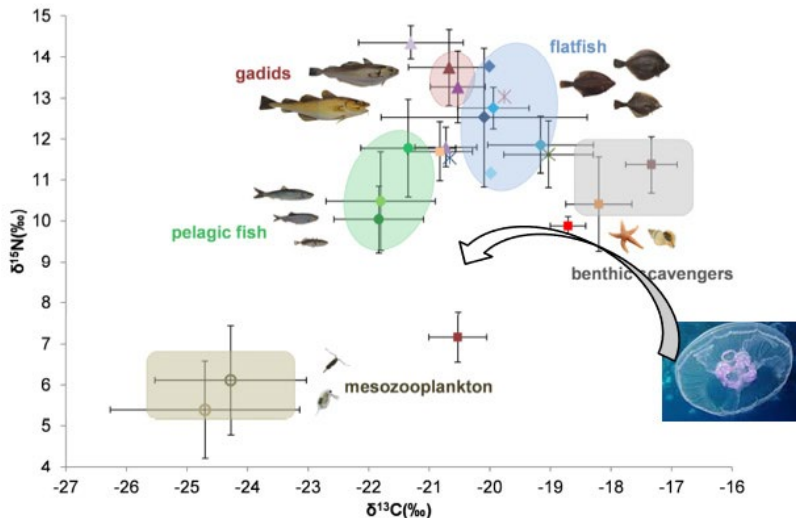 15
14
13
12
11
10
9
8
7
6
5
4
δ15N(‰)
gadids
flatfish
pelagic fish
benthic scavengers
mesozooplankton
-27 -26 -25 -24 -23 -22 -21 -20 -19 -18 -17 -16
δ13C(‰)